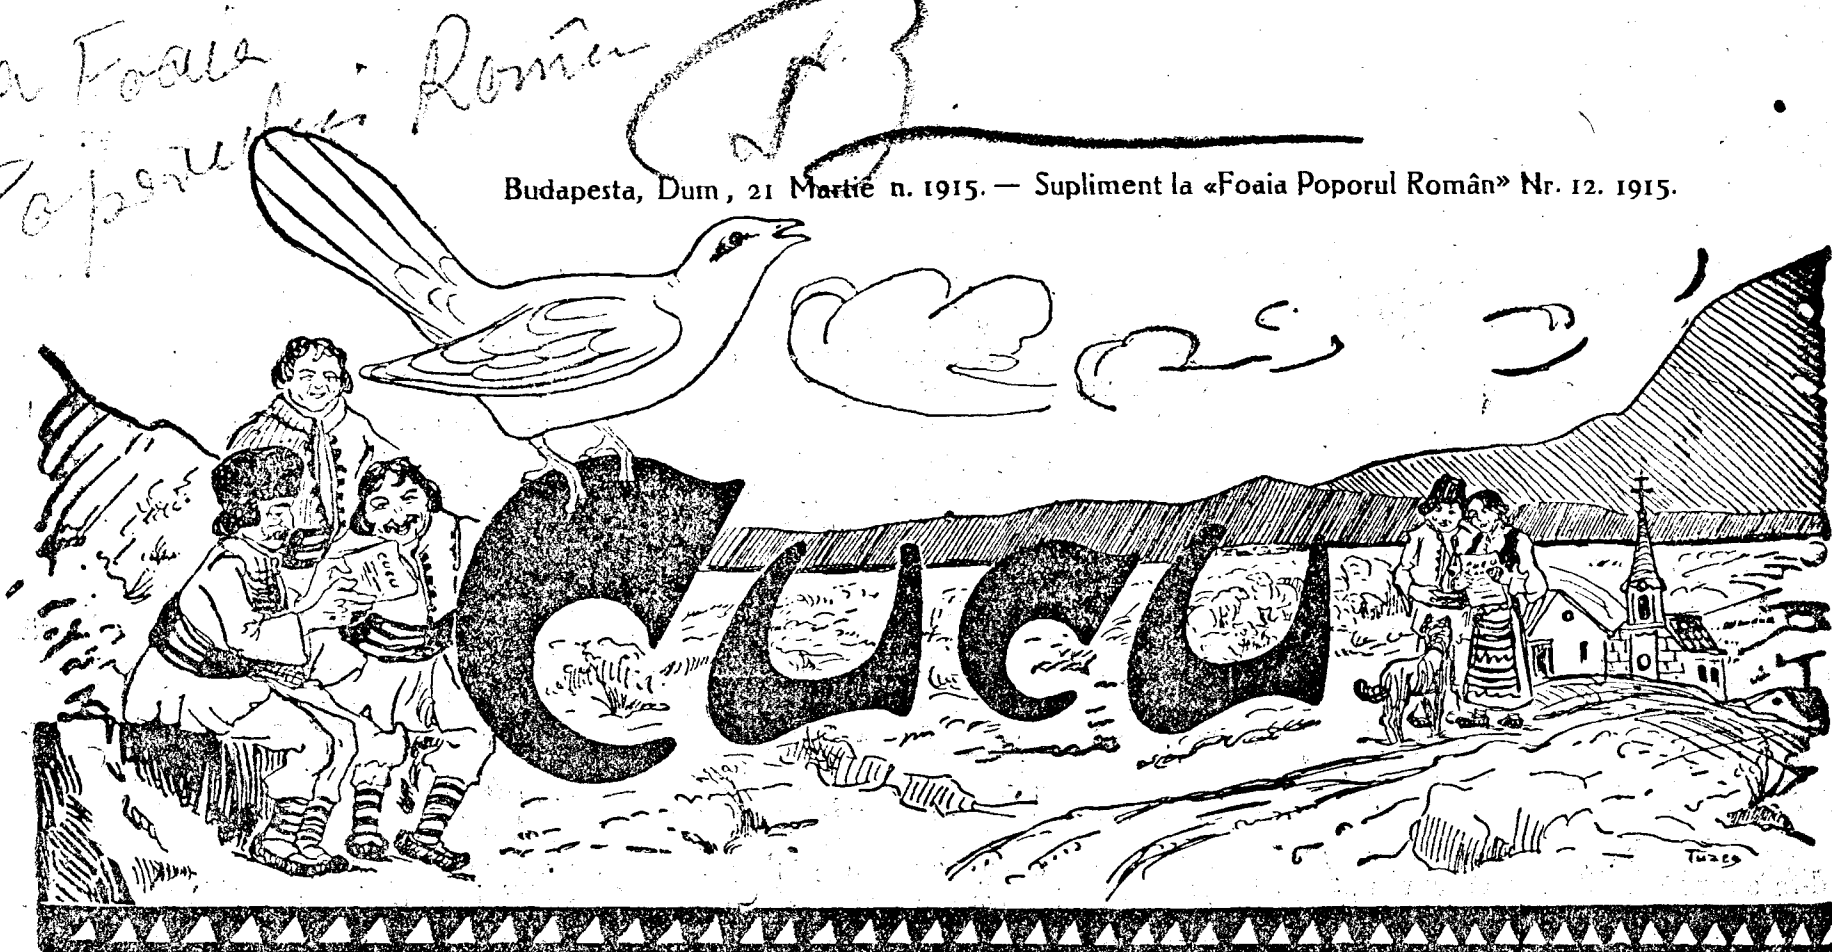 a Foaia
Poporului Român
Budapesta, Dum, 21 Martie n. 1915. — Supliment la «Foaia Poporul Român» Nr. 12. 1915.
CUCU
Cucu